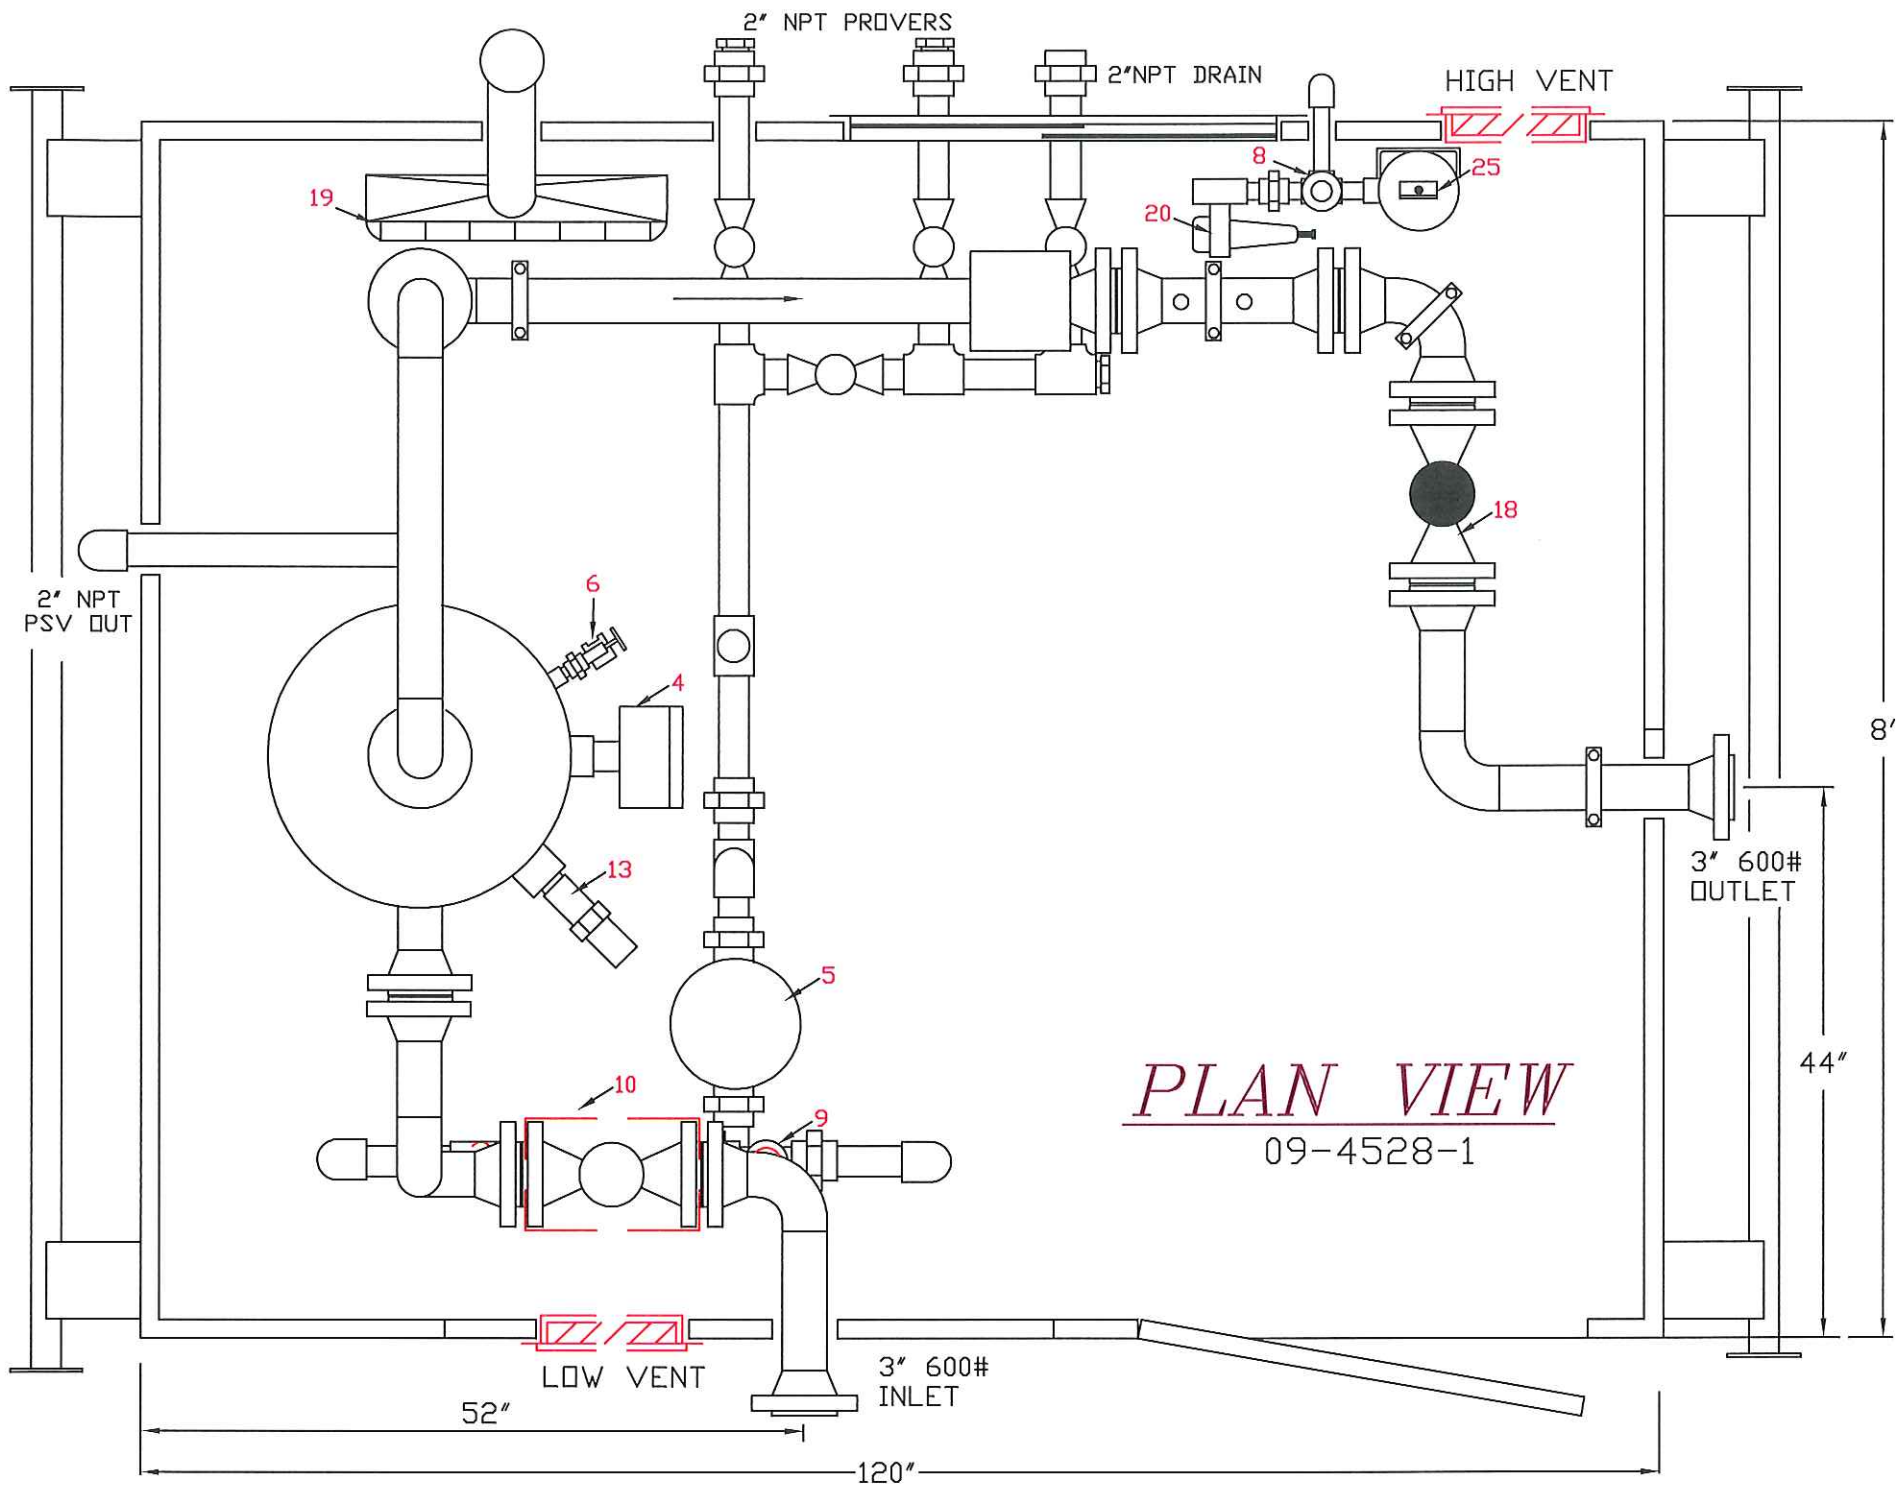 2" NPT PROVERS
2"NPT DRAIN
HIGH VENT
8
25
19
20
18
2" NPT
PSV OUT
6
4
8'
13
3" 600#
OUTLET
5
44"
10
9
PLAN VIEW
09-4528-1
LOW VENT
3" 600#
INLET
52"
120"